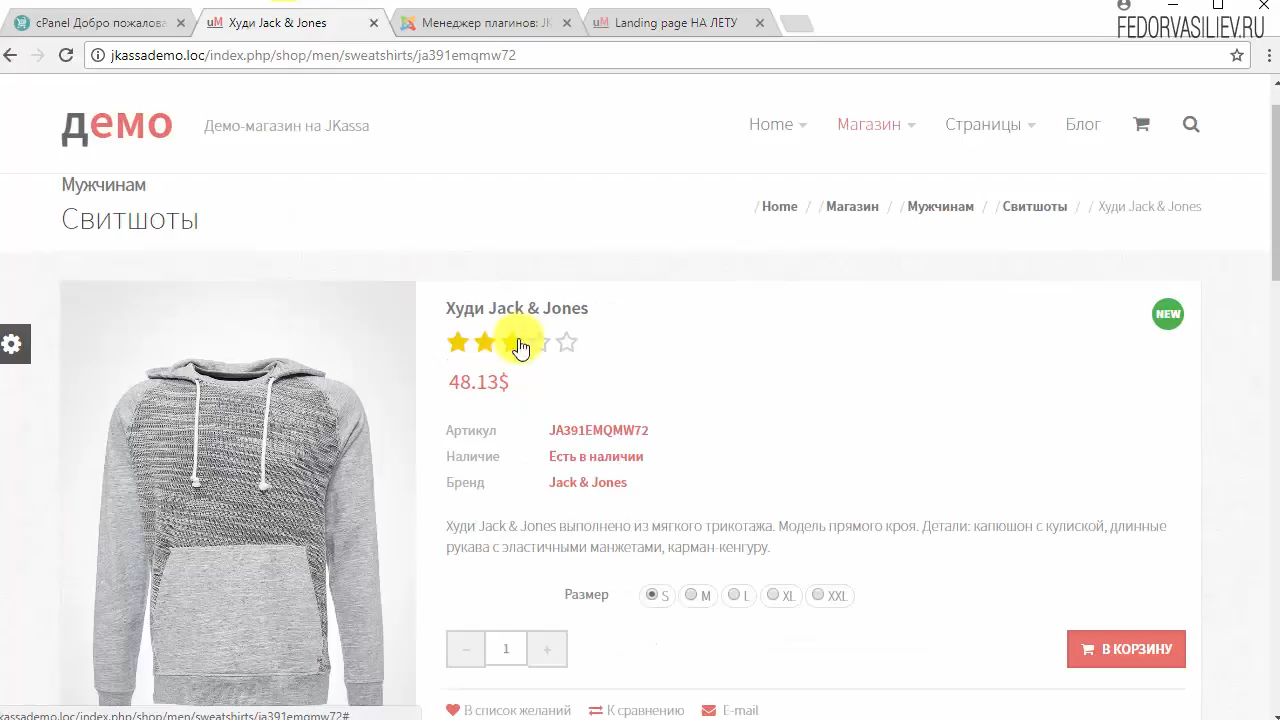 cPanel Добро пожалова
Худи Jack & Jones
Менеджер плагинов: JK
Landing page НА ЛЕТУ
FEDORVASILIEV.RU
jkassademo.loc/index.php/shop/men/sweatshirts/ja391emqmw72
демо
Демо-магазин на JKassa
Home
Магазин
Страницы
Блог
Мужчинам
Свитшоты
/ Home / / Магазин / / Мужчинам / / Свитшоты / / Худи Jack & Jones
Худи Jack & Jones
NEW
48.13$
Артикул JA391EMQMW72
Наличие Есть в наличии
Бренд Jack & Jones
Худи Jack & Jones выполнено из мягкого трикотажа. Модель прямого кроя. Детали: капюшон с кулиской, длинные
рукава с эластичными манжетами, карман-кенгуру.
Размер S M L XL XXL
- 1 +
В КОРЗИНУ
В список желаний К сравнению E-mail
kassademo.loc/index.php/shop/men/sweatshirts/ja391emqmw72#